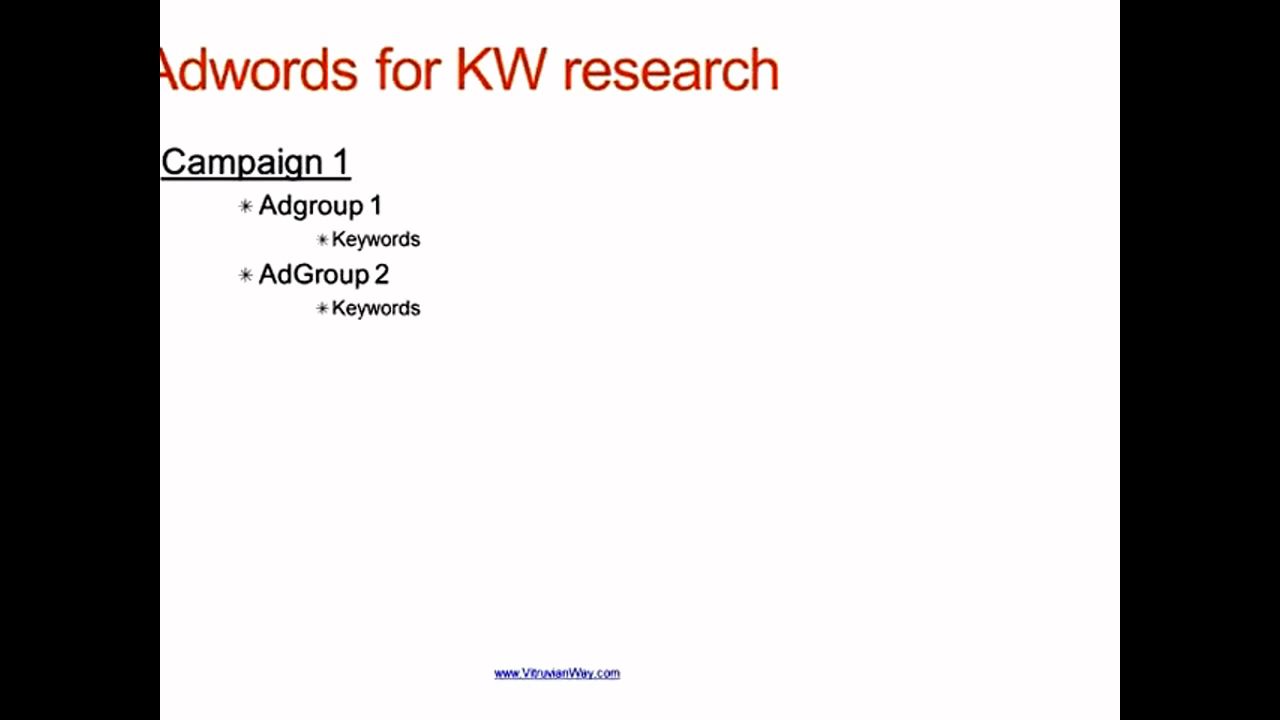 Adwords for KW research
Campaign 1
Adgroup 1
Keywords
AdGroup 2
Keywords
www.VitruvianWay.com